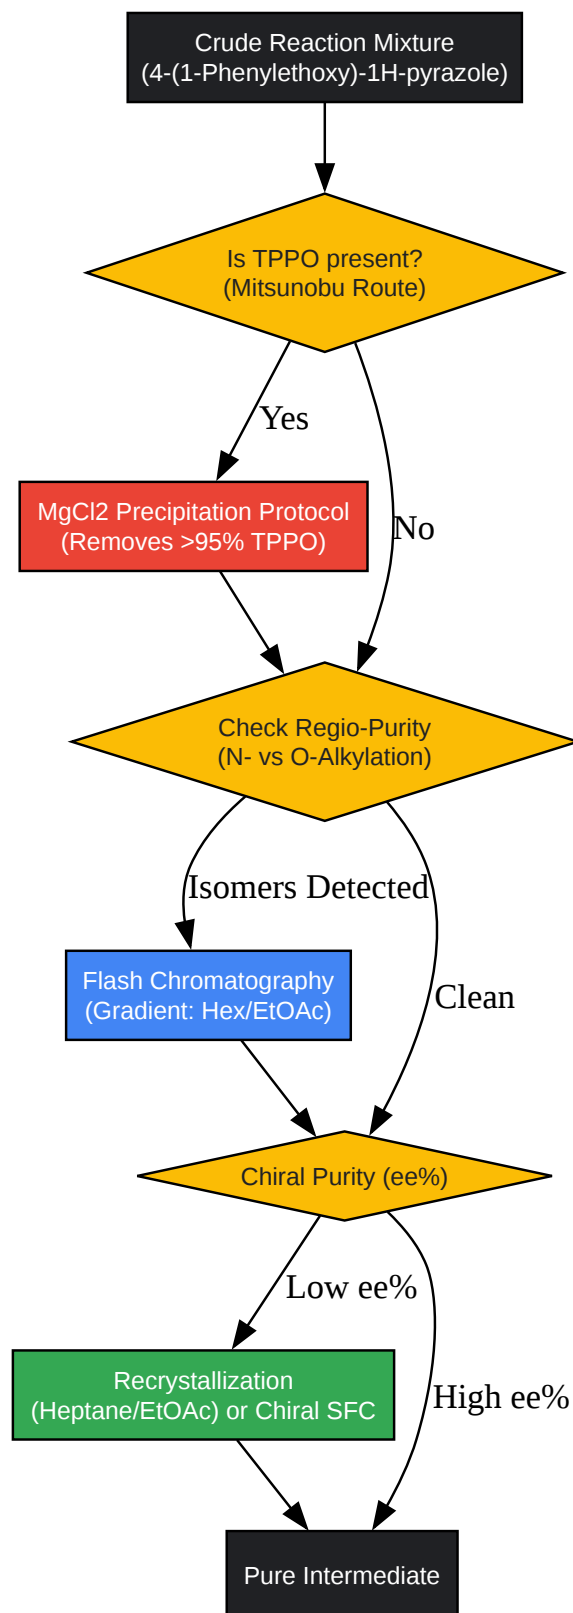 Crude Reaction Mixture
(4-(1-Phenylethoxy)-1H-pyrazole)
Is TPPO present?
(Mitsunobu Route)
Yes
No
MgCl2 Precipitation Protocol
(Removes >95% TPPO)
Check Regio-Purity
(N- vs O-Alkylation)
Isomers Detected
Clean
Flash Chromatography
(Gradient: Hex/EtOAc)
Chiral Purity (ee%)
Low ee%
High ee%
Recrystallization
(Heptane/EtOAc) or Chiral SFC
Pure Intermediate